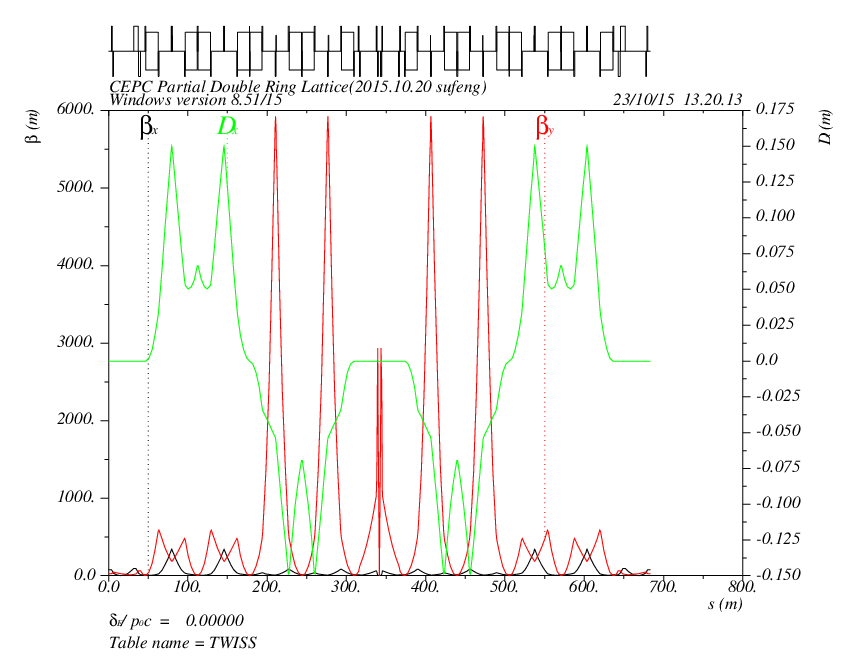 CEPC Partial Double Ring Lattice(2015.10.20 sufeng)
Windows version 8.51/15 23/10/15 13.20.13
β (m) D (m)
βx Dx βy
6000. 0.175
0.150
5000. 0.125
0.100
4000. 0.075
0.050
3000. 0.025
0.0
-0.025
2000. -0.050
-0.075
1000. -0.100
-0.125
0.0 -0.150
0.0 100. 200. 300. 400. 500. 600. 700. 800.
s (m)
δE/ p0c = 0.00000
Table name = TWISS